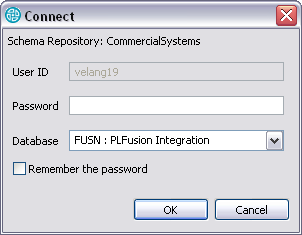 Connect
Schema Repository: CommercialSystems
User ID velang19
Password
Database FUSN : PLFusion Integration
Remember the password
OK Cancel